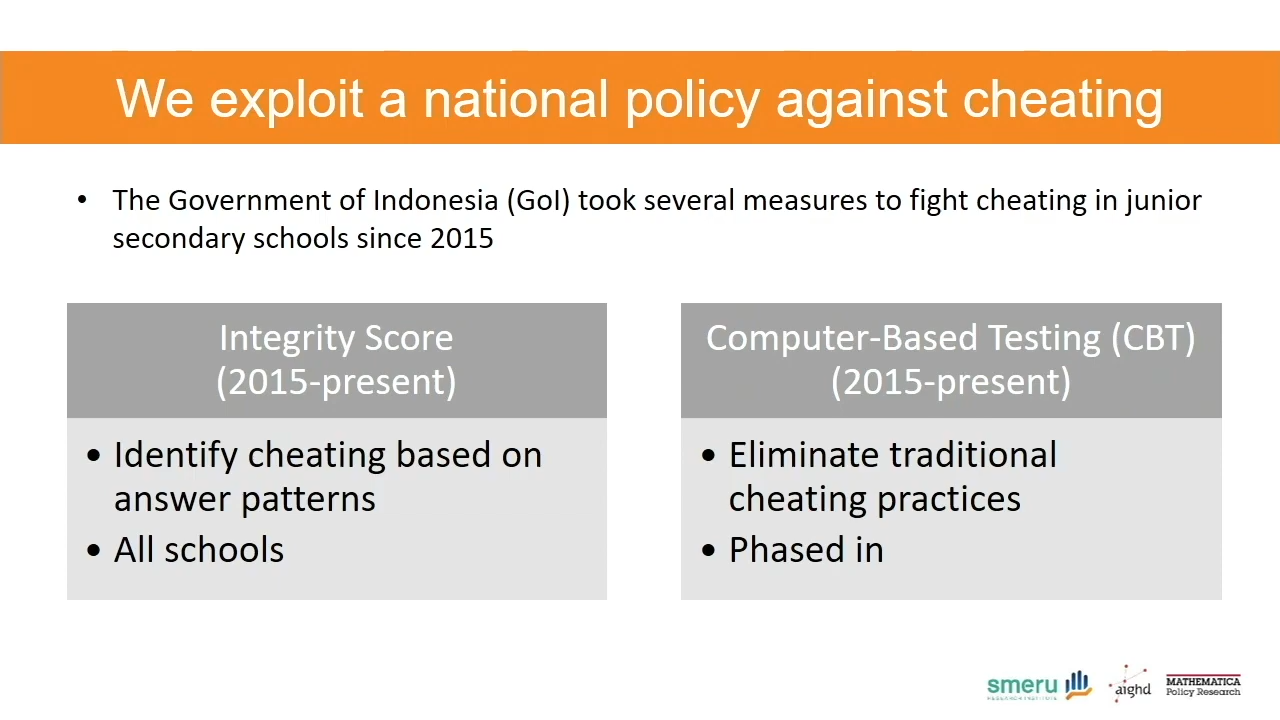 We exploit a national policy against cheating
• The Government of Indonesia (GoI) took several measures to fight cheating in junior
secondary schools since 2015
Integrity Score
(2015-present)
• Identify cheating based on
answer patterns
• All schools
Computer-Based Testing (CBT)
(2015-present)
• Eliminate traditional
cheating practices
• Phased in
smeru
RESEARCH INSTITUTE
aighd
MATHEMATICA
Policy Research